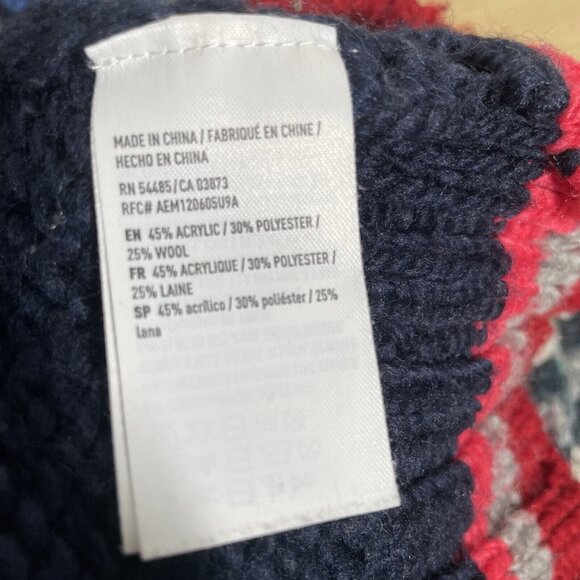 MADE IN CHINA / FABRIQUÉ EN CHINE /
HECHO EN CHINA
RN 54485 / CA 03873
RFC# AEM120605U9A
EN 45% ACRYLIC / 30% POLYESTER /
25% WOOL
FR 45% ACRYLIQUE / 30% POLYESTER /
25% LAINE
SP 45% acrílico / 30% poliéster / 25%
lana